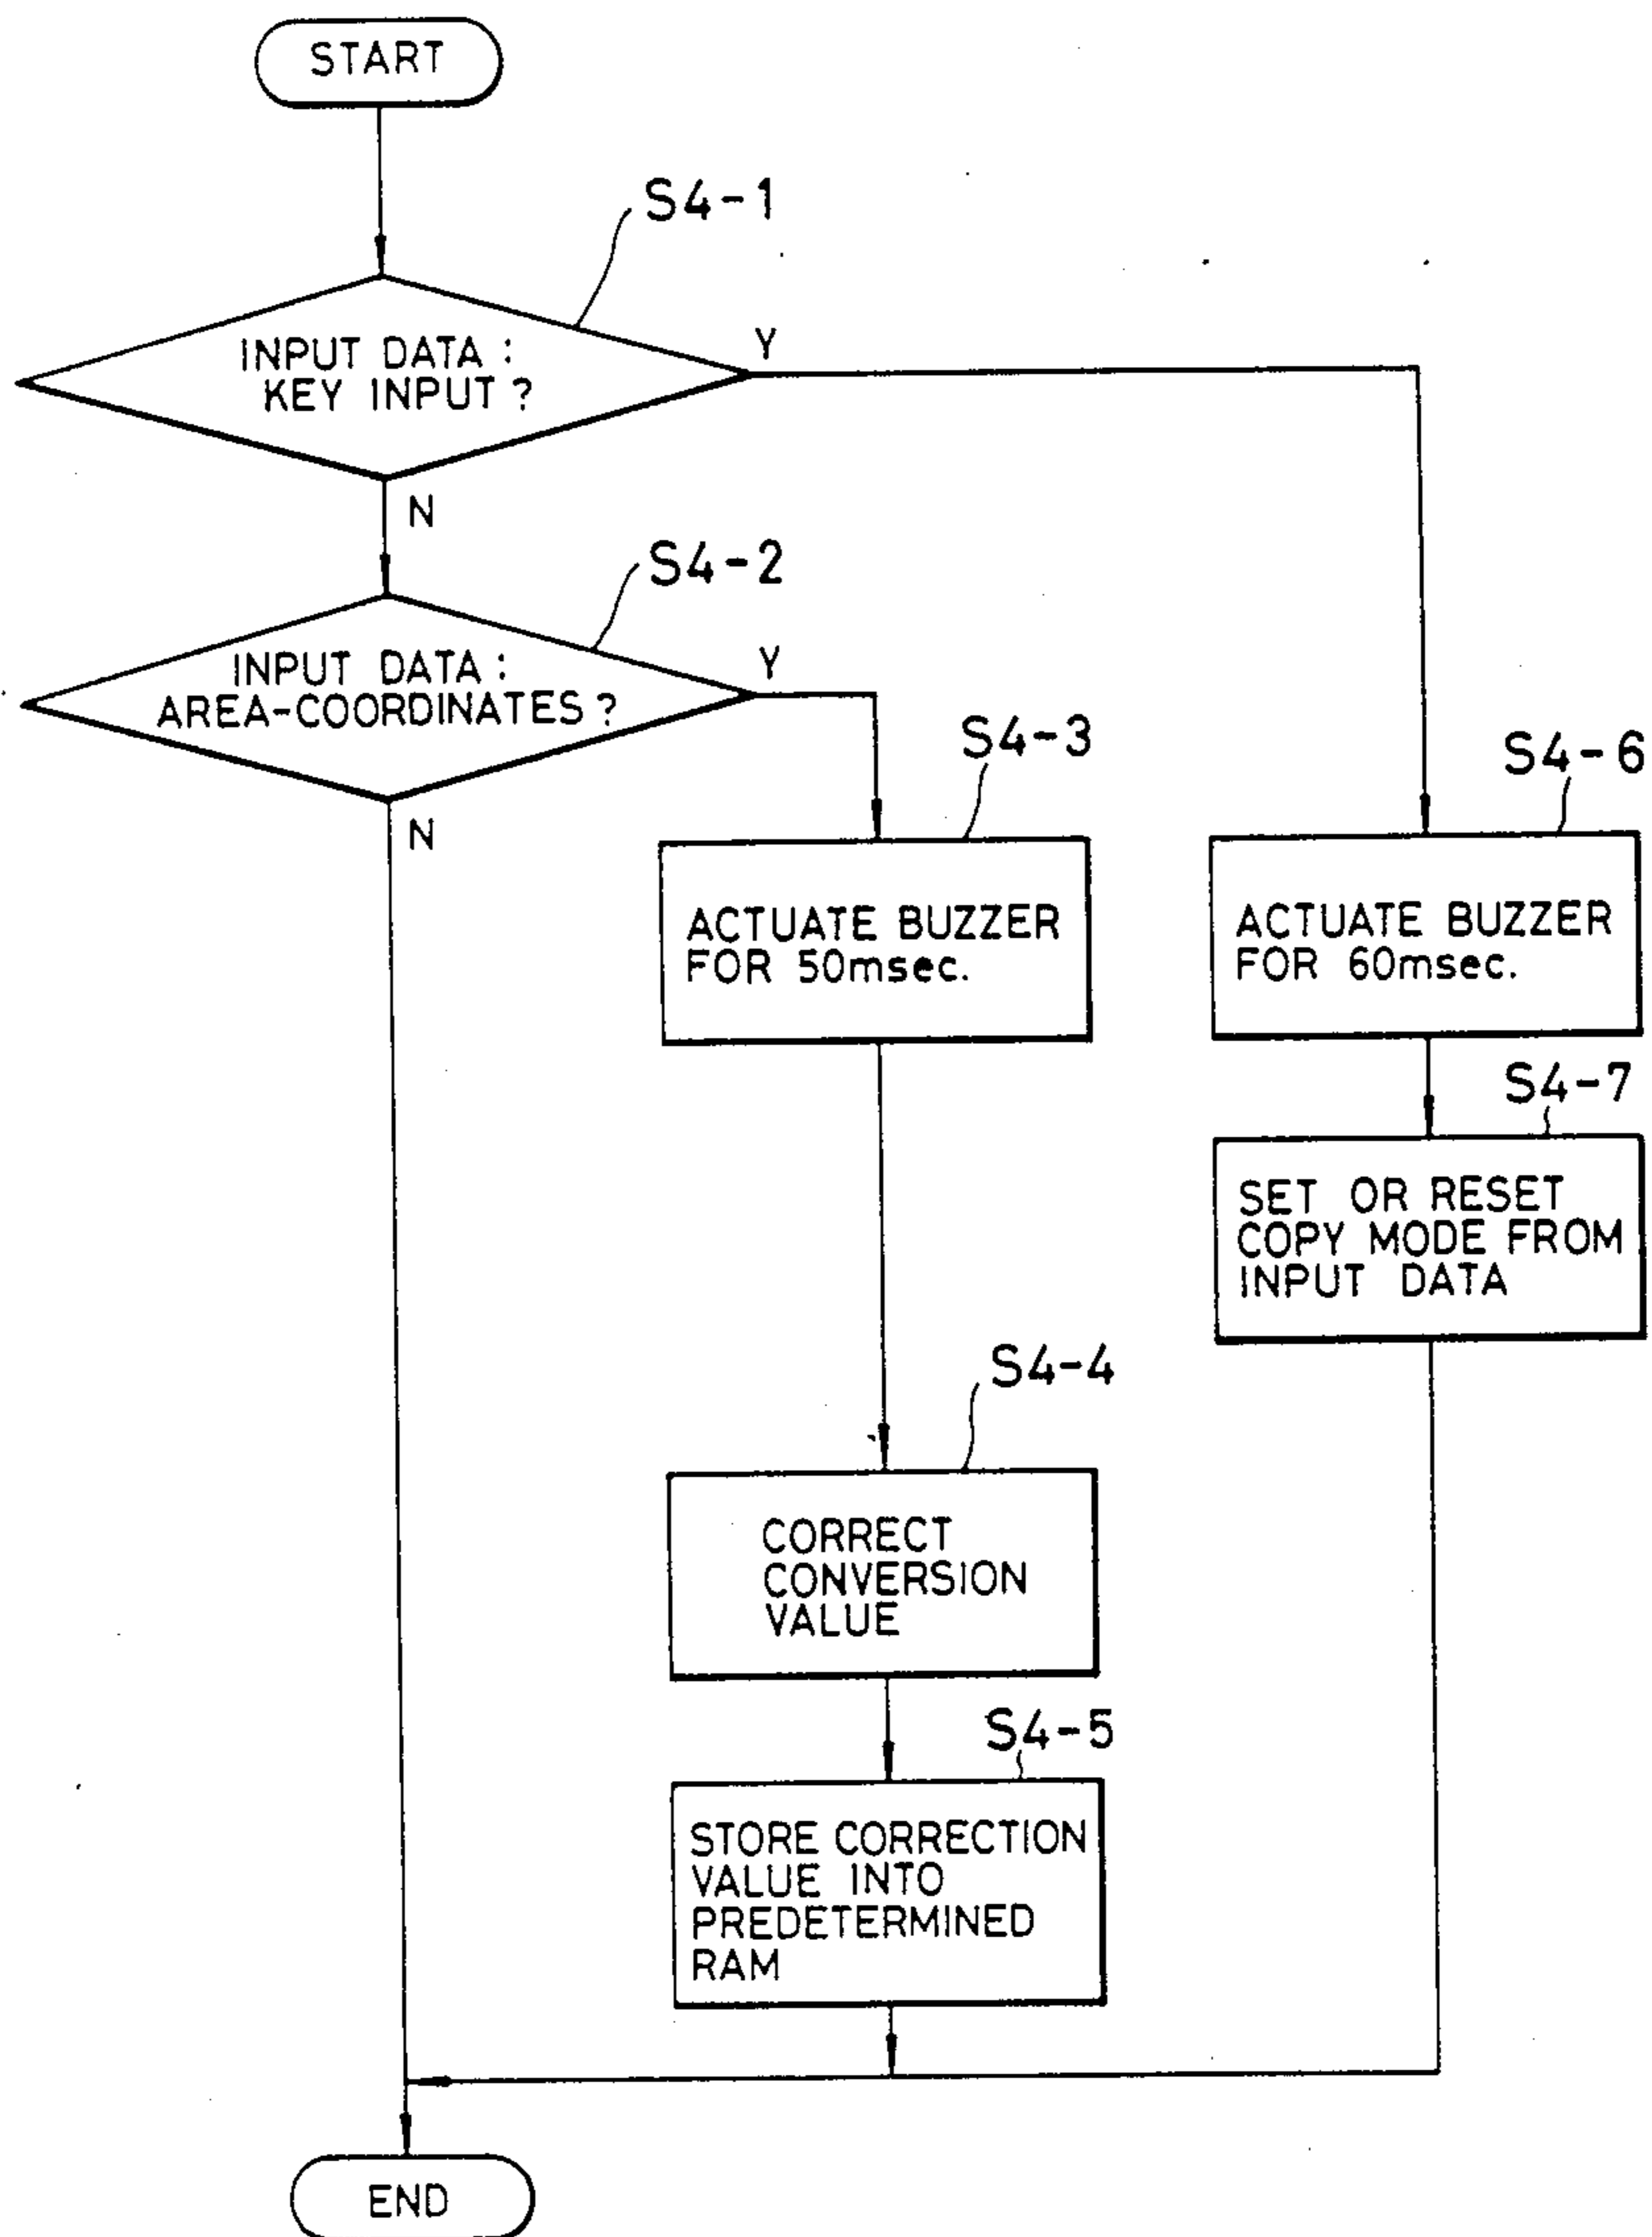 START
S4-1
INPUT DATA :
KEY INPUT ?
Y
N
S4-2
INPUT DATA :
AREA-COORDINATES ?
Y
N
S4-3
ACTUATE BUZZER
FOR 50msec.
S4-6
ACTUATE BUZZER
FOR 60msec.
S4-7
SET OR RESET
COPY MODE FROM
INPUT DATA
S4-4
CORRECT
CONVERSION
VALUE
S4-5
STORE CORRECTION
VALUE INTO
PREDETERMINED
RAM
END